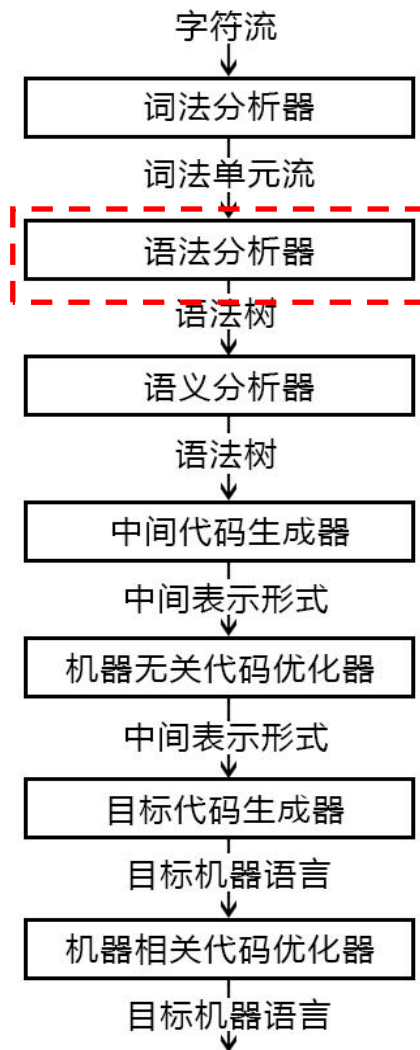 字符流
词法分析器
词法单元流
语法分析器
语法树
语义分析器
语法树
中间代码生成器
中间表示形式
机器无关代码优化器
中间表示形式
目标代码生成器
目标机器语言
机器相关代码优化器
目标机器语言